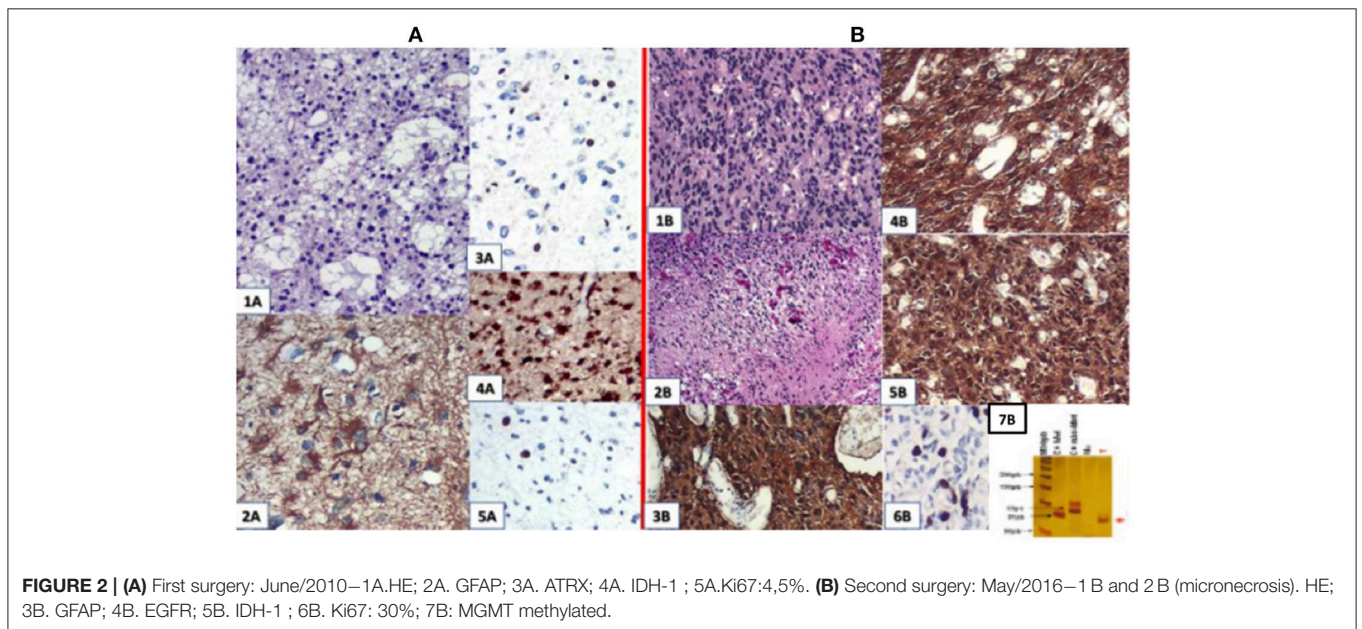 A
B
1A
2A
3A
4A
5A
1B
2B
3B
4B
5B
6B
7B
FIGURE 2 | (A) First surgery: June/2010–1A.HE; 2A. GFAP; 3A. ATRX; 4A. IDH-1 ; 5A.Ki67:4,5%. (B) Second surgery: May/2016–1 B and 2 B (micronecrosis). HE;
3B. GFAP; 4B. EGFR; 5B. IDH-1 ; 6B. Ki67: 30%; 7B: MGMT methylated.